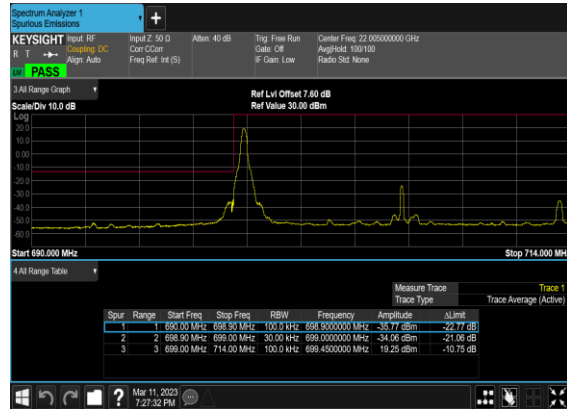 Spectrum Analyzer 1
Spurious Emissions
KEYSIGHT Input: RF Input Z: 50 Ω Atten: 40 dB Trig: Free Run Center Freq: 22.005000000 GHz
R T Coupling: DC Corr CCorr Gate: Off Avg|Hold: 100/100
Align: Auto Freq Ref: Int (S) IF Gain: Low Radio Std: None
PASS
3 All Range Graph
Ref Lvl Offset 7.60 dB
Scale/Div 10.0 dB Ref Value 30.00 dBm
Log
20.0
10.0
0.00
-10.0
-20.0
-30.0
-40.0
-50.0
-60.0
Start 690.000 MHz Stop 714.000 MH
4 All Range Table
Measure Trace Trace 1
Trace Type Trace Average (Active)
Spur Range Start Freq Stop Freq RBW Frequency Amplitude ΔLimit
1 1 690.00 MHz 698.90 MHz 100.0 kHz 698.9000000 MHz -35.77 dBm -22.77 dB
2 2 698.90 MHz 699.00 MHz 30.00 kHz 699.0000000 MHz -34.06 dBm -21.06 dB
3 3 699.00 MHz 714.00 MHz 100.0 kHz 699.4500000 MHz 19.25 dBm -10.75 dB
? Mar 11, 2023
7:27:32 PM